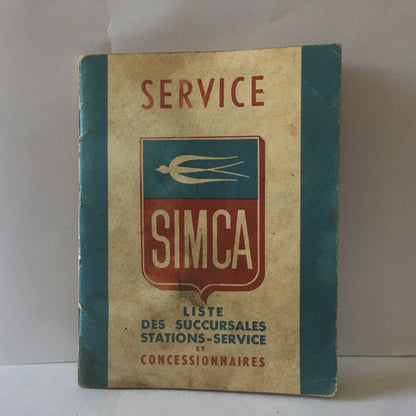 SERVICE
SIMCA
LISTE
DES SUCCURSALES
STATIONS-SERVICE
ET
CONCESSIONNAIRES